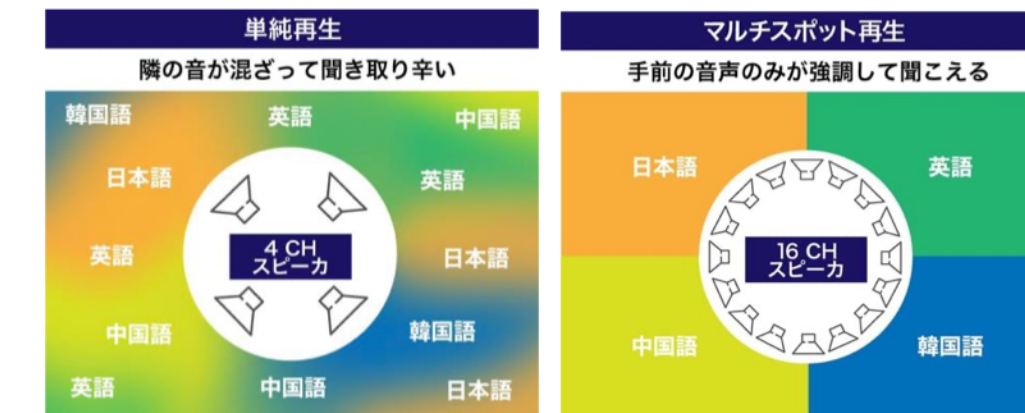 単純再生
隣の音が混ざって聞き取り辛い
韓国語
英語
中国語
日本語
英語
英語
4 CH
スピーカ
日本語
中国語
韓国語
英語
中国語
日本語
マルチスポット再生
手前の音声のみが強調して聞こえる
日本語
英語
16 CH
スピーカ
中国語
韓国語